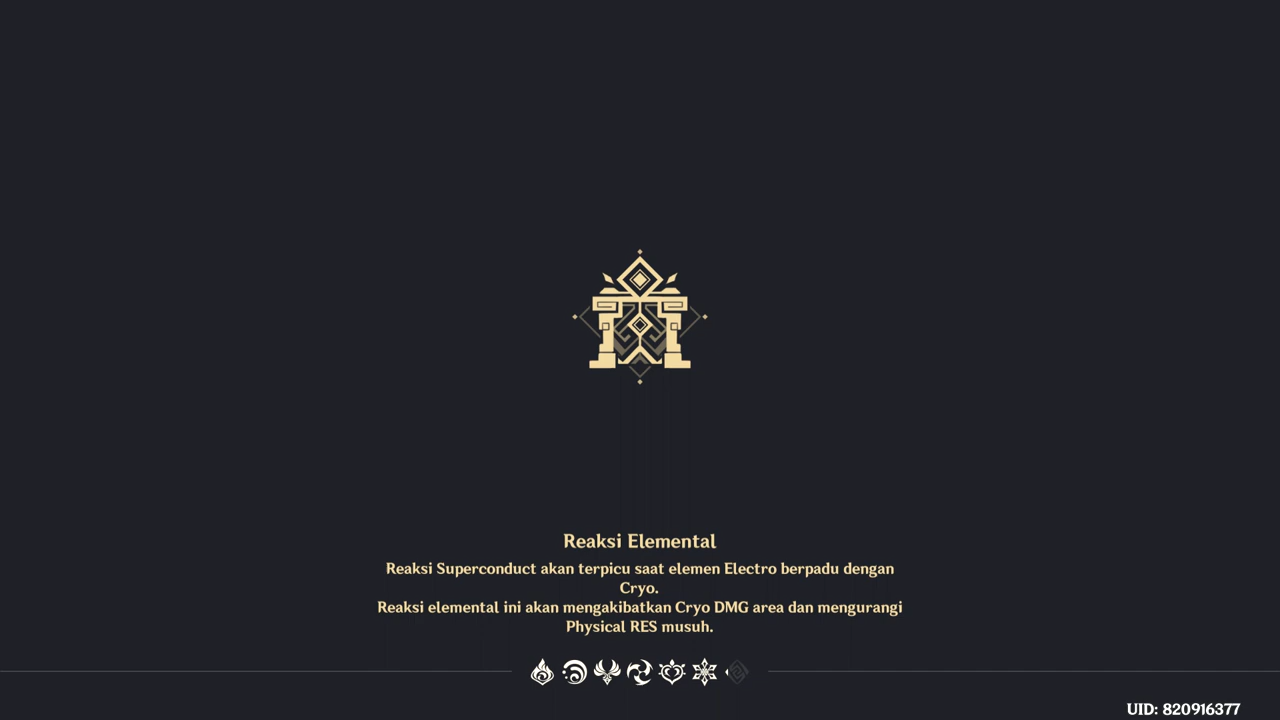 Reaksi Elemental
Reaksi Superconduct akan terpicu saat elemen Electro berpadu dengan
Cryo.
Reaksi elemental ini akan mengakibatkan Cryo DMG area dan mengurangi
Physical RES musuh.
UID: 820916377